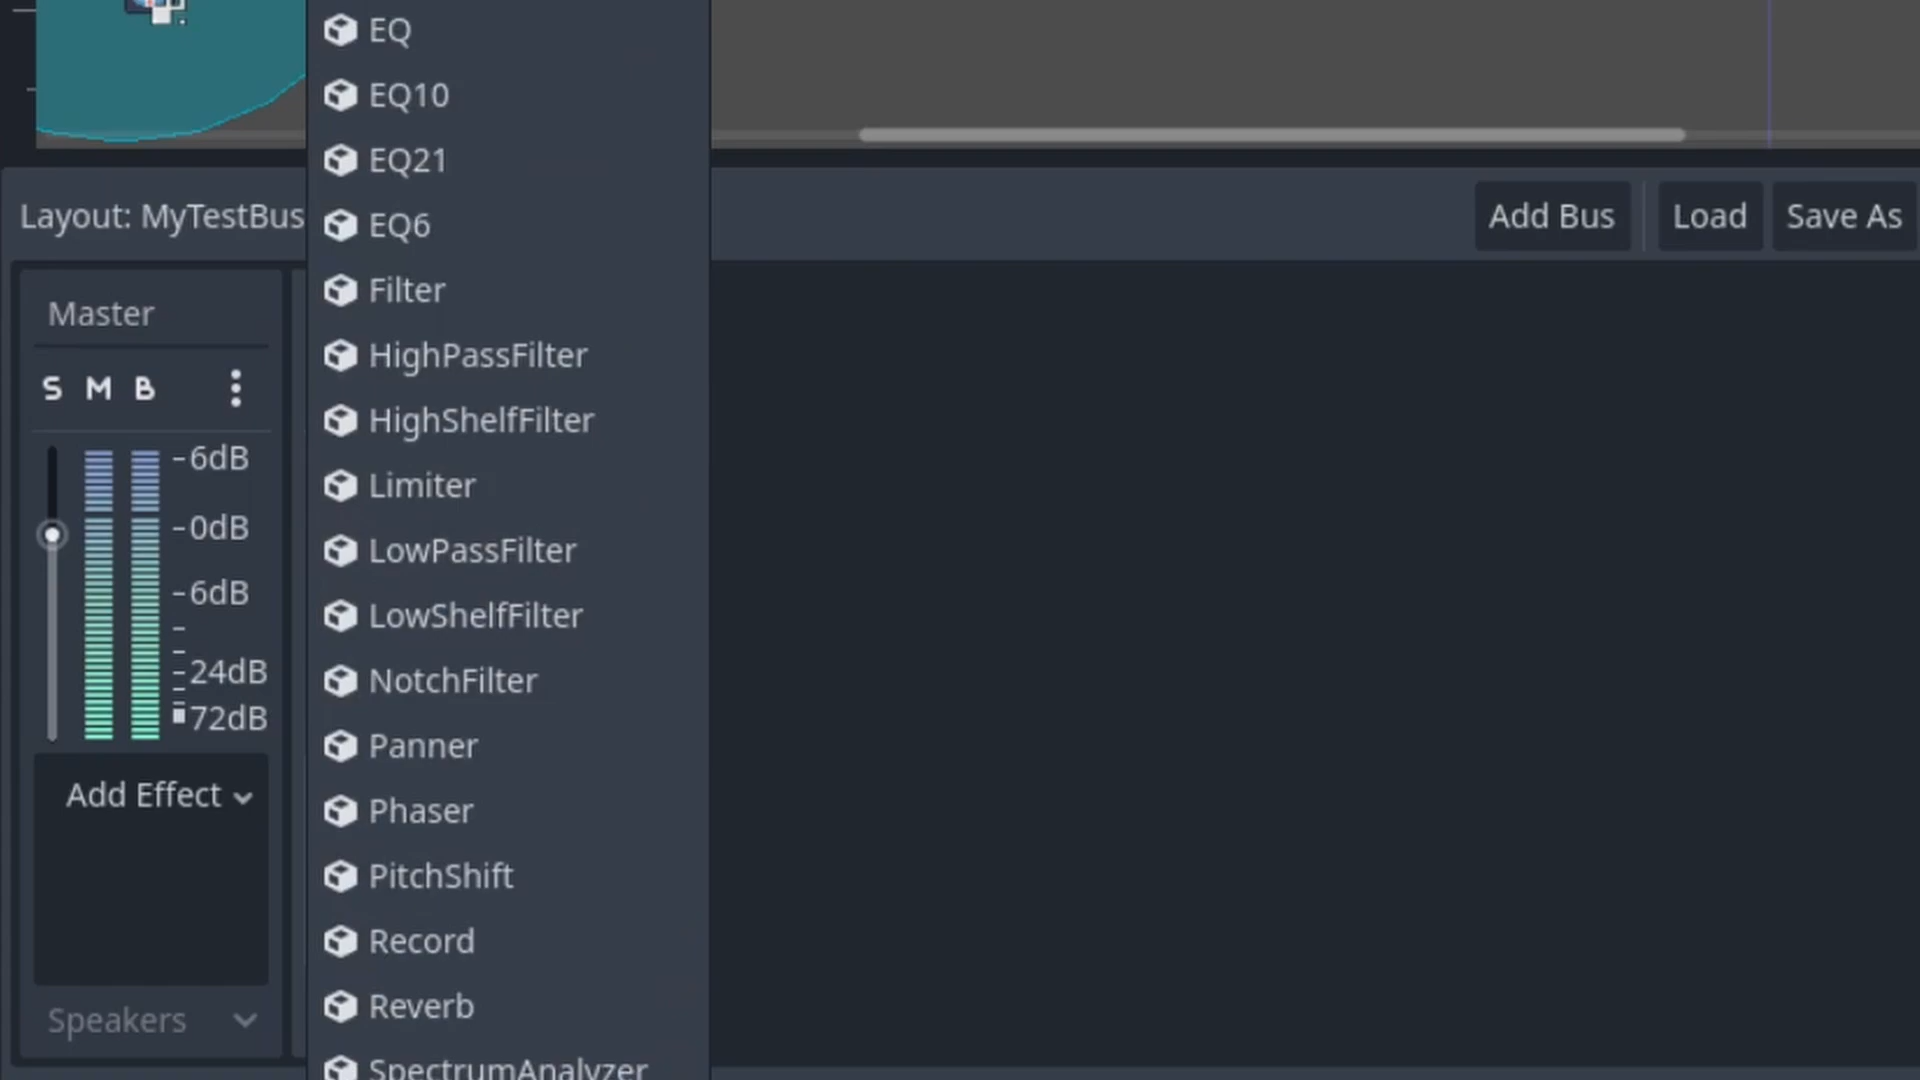 EQ
EQ10
EQ21
EQ6
Filter
HighPassFilter
HighShelfFilter
Limiter
LowPassFilter
LowShelfFilter
NotchFilter
Panner
Phaser
PitchShift
Record
Reverb
SpectrumAnalyzer
Layout: MyTestBus
Add Bus
Load
Save As
Master
S M B
-6dB
-0dB
-6dB
-24dB
72dB
Add Effect
Speakers